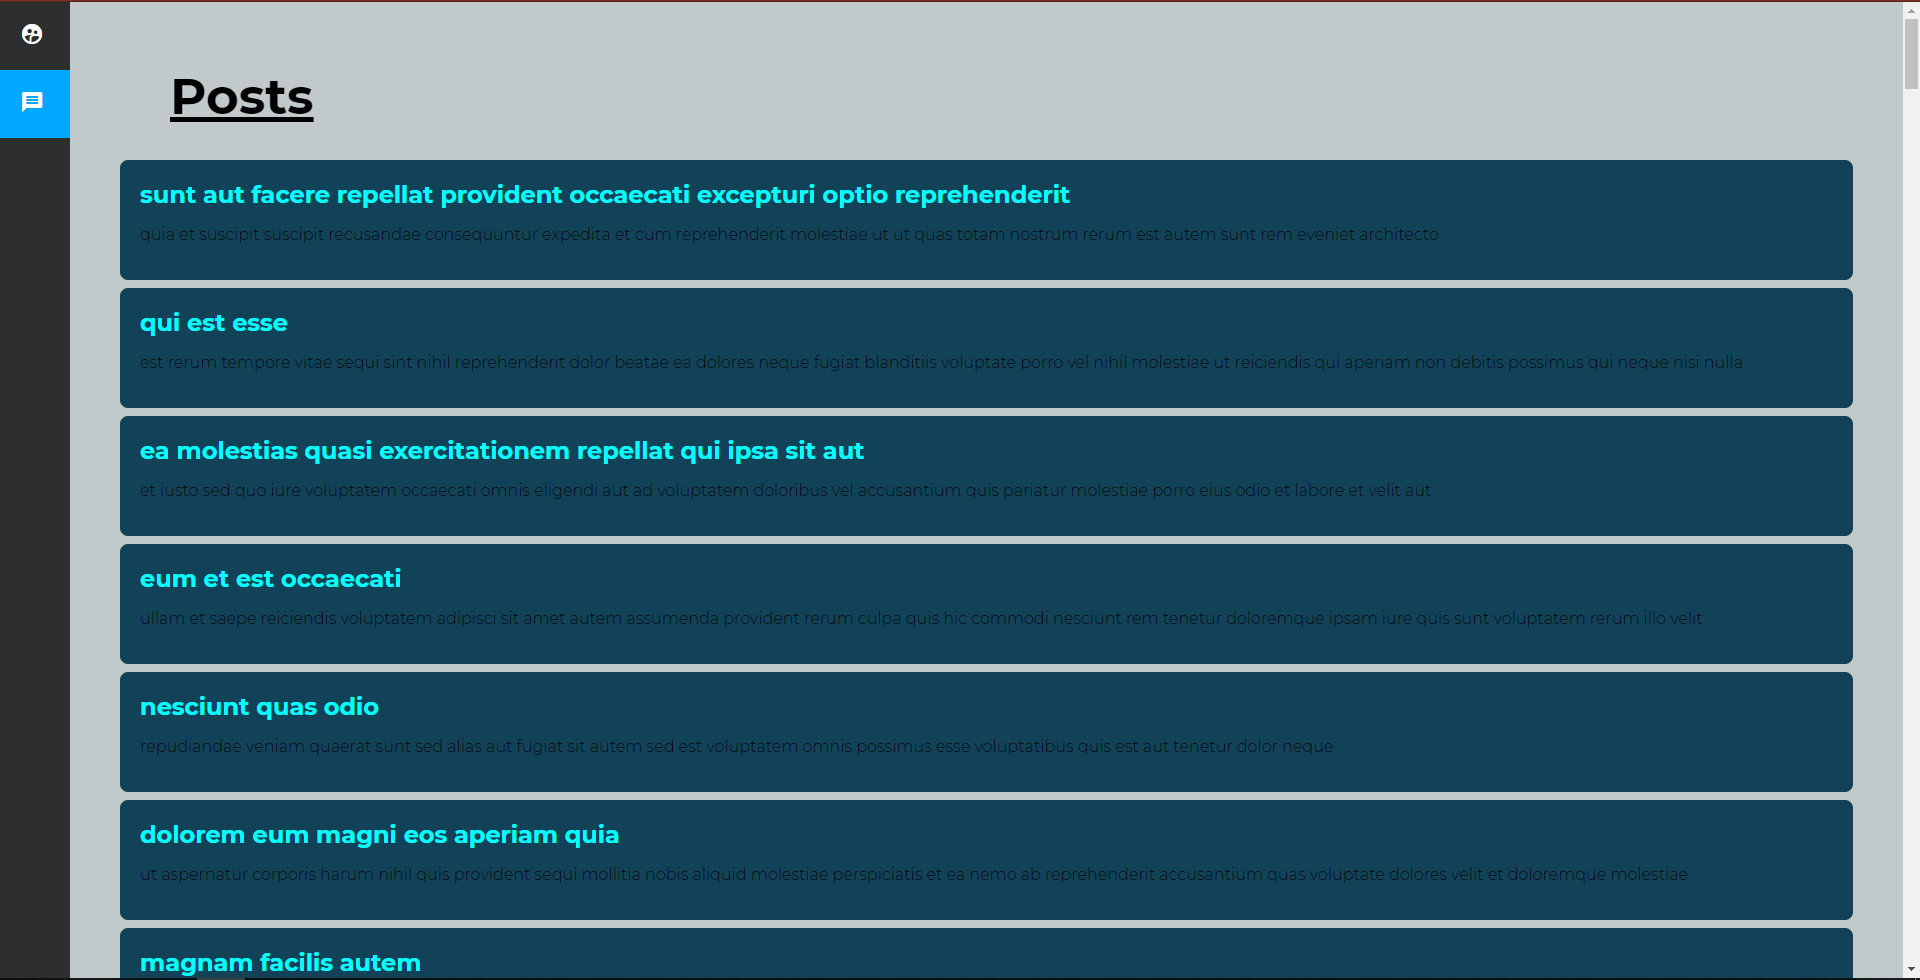 Posts
sunt aut facere repellat provident occaecati excepturi optio reprehenderit
quia et suscipit suscipit recusandae consequuntur expedita et cum reprehenderit molestiae ut ut quas totam nostrum rerum est autem sunt rem eveniet architecto
qui est esse
est rerum tempore vitae sequi sint nihil reprehenderit dolor beatae ea dolores neque fugiat blanditiis voluptate porro vel nihil molestiae ut reiciendis qui aperiam non debitis possimus qui neque nisi nulla
ea molestias quasi exercitationem repellat qui ipsa sit aut
et iusto sed quo iure voluptatem occaecati omnis eligendi aut ad voluptatem doloribus vel accusantium quis pariatur molestiae porro eius odio et labore et velit aut
eum et est occaecati
ullam et saepe reiciendis voluptatem adipisci sit amet autem assumenda provident rerum culpa quis hic commodi nesciunt rem tenetur doloremque ipsam iure quis sunt voluptatem rerum illo velit
nesciunt quas odio
repudiandae veniam quaerat sunt sed alias aut fugiat sit autem sed est voluptatem omnis possimus esse voluptatibus quis est aut tenetur dolor neque
dolorem eum magni eos aperiam quia
ut aspernatur corporis harum nihil quis provident sequi mollitia nobis aliquid molestiae perspiciatis et ea nemo ab reprehenderit accusantium quas voluptate dolores velit et doloremque molestiae
magnam facilis autem